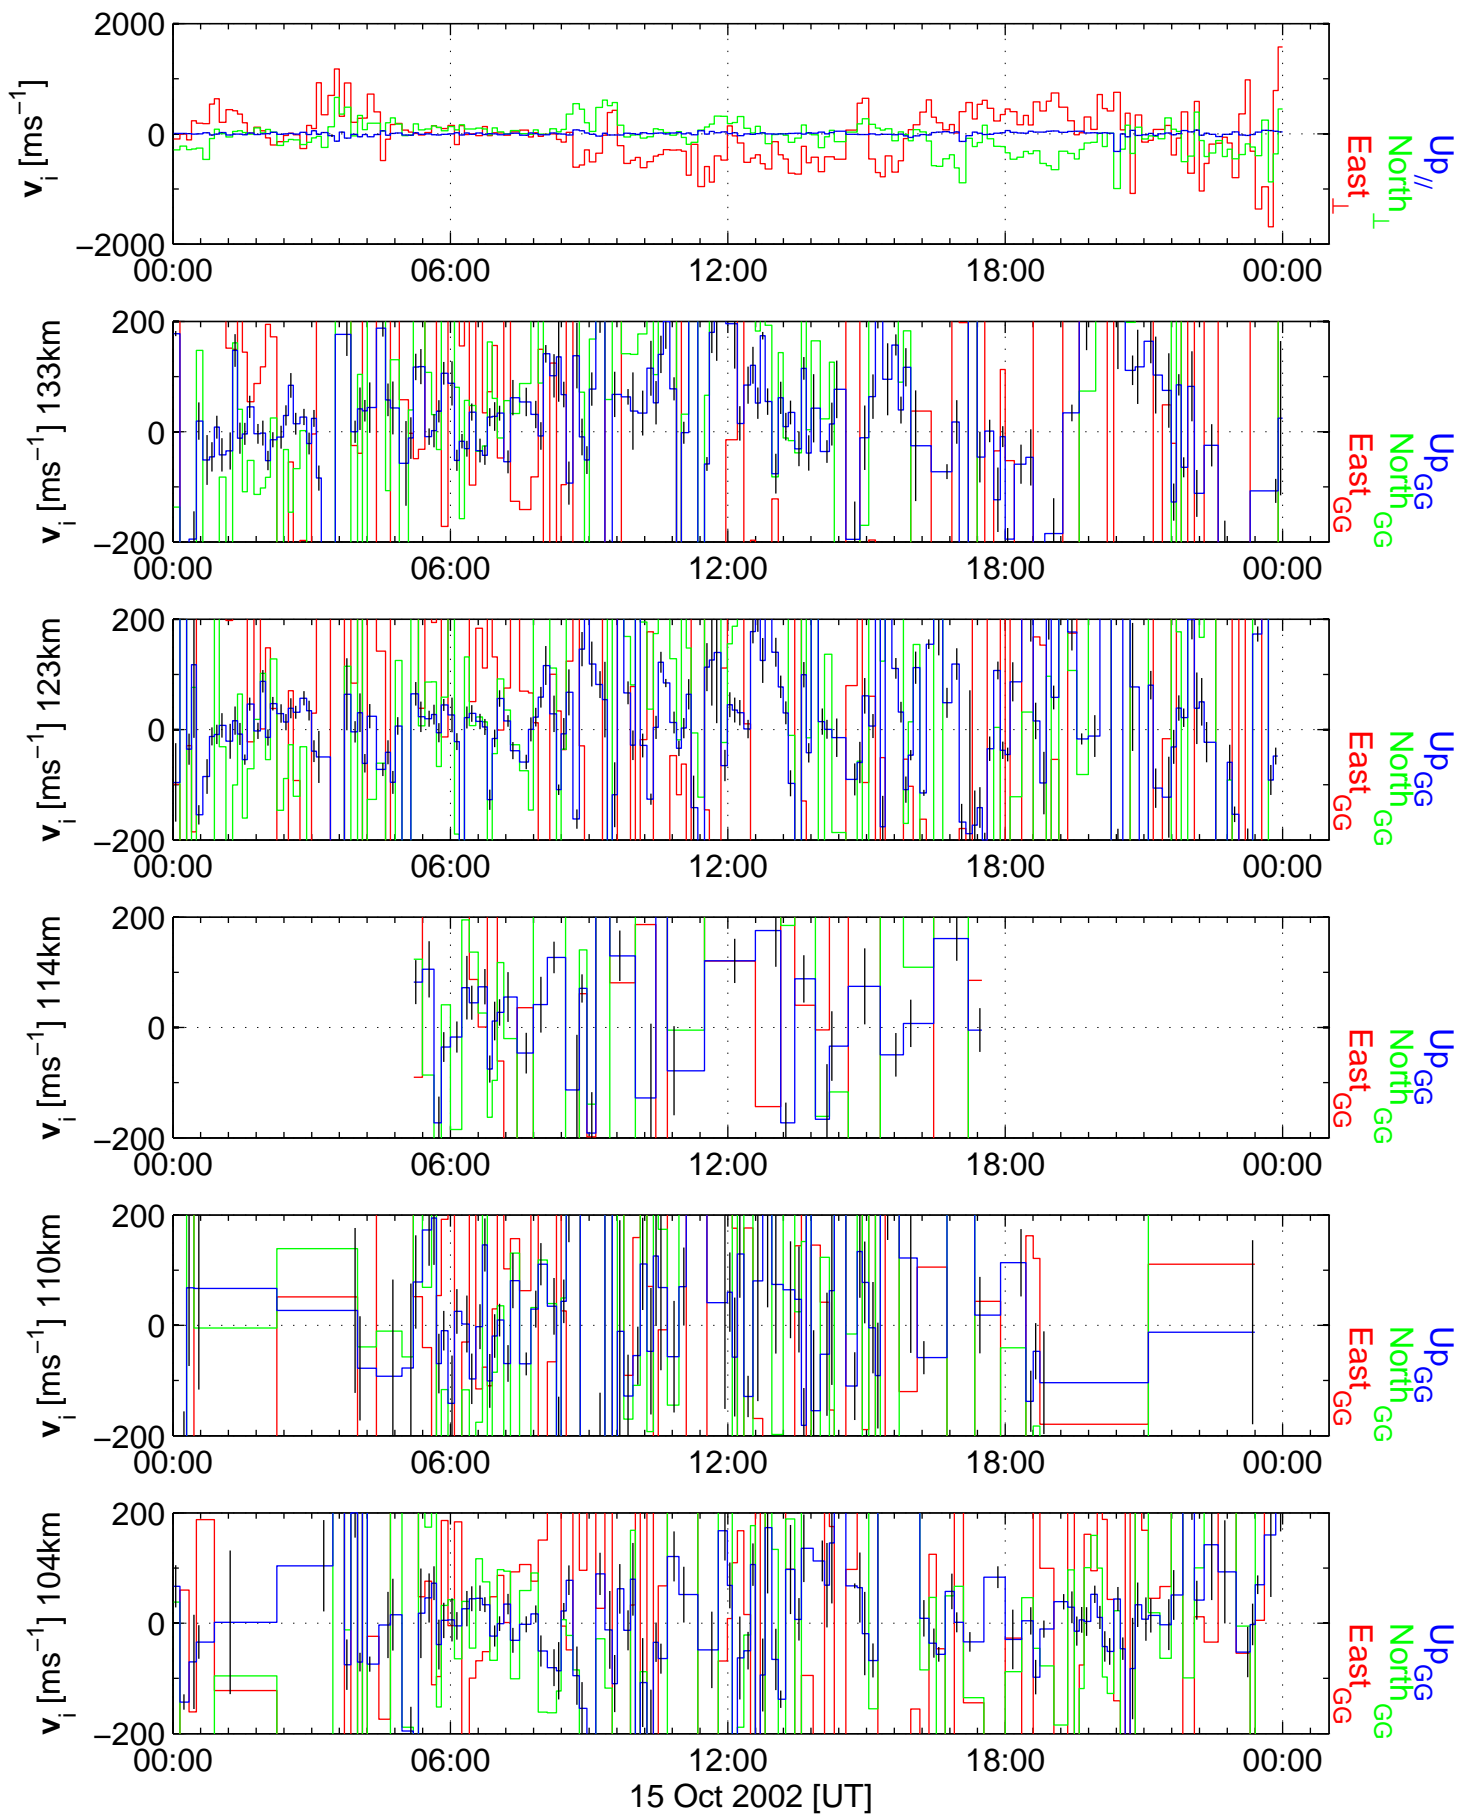 2000
0
−2000
v_i [ms⁻¹]
00:00 06:00 12:00 18:00 00:00
East_⊥
North_⊥
Up_//
200
0
−200
v_i [ms⁻¹] 133km
00:00 06:00 12:00 18:00 00:00
East_GG
North_GG
Up_GG
200
0
−200
v_i [ms⁻¹] 123km
00:00 06:00 12:00 18:00 00:00
East_GG
North_GG
Up_GG
200
0
−200
v_i [ms⁻¹] 114km
00:00 06:00 12:00 18:00 00:00
East_GG
North_GG
Up_GG
200
0
−200
v_i [ms⁻¹] 110km
00:00 06:00 12:00 18:00 00:00
East_GG
North_GG
Up_GG
200
0
−200
v_i [ms⁻¹] 104km
00:00 06:00 12:00 18:00 00:00
East_GG
North_GG
Up_GG
15 Oct 2002 [UT]